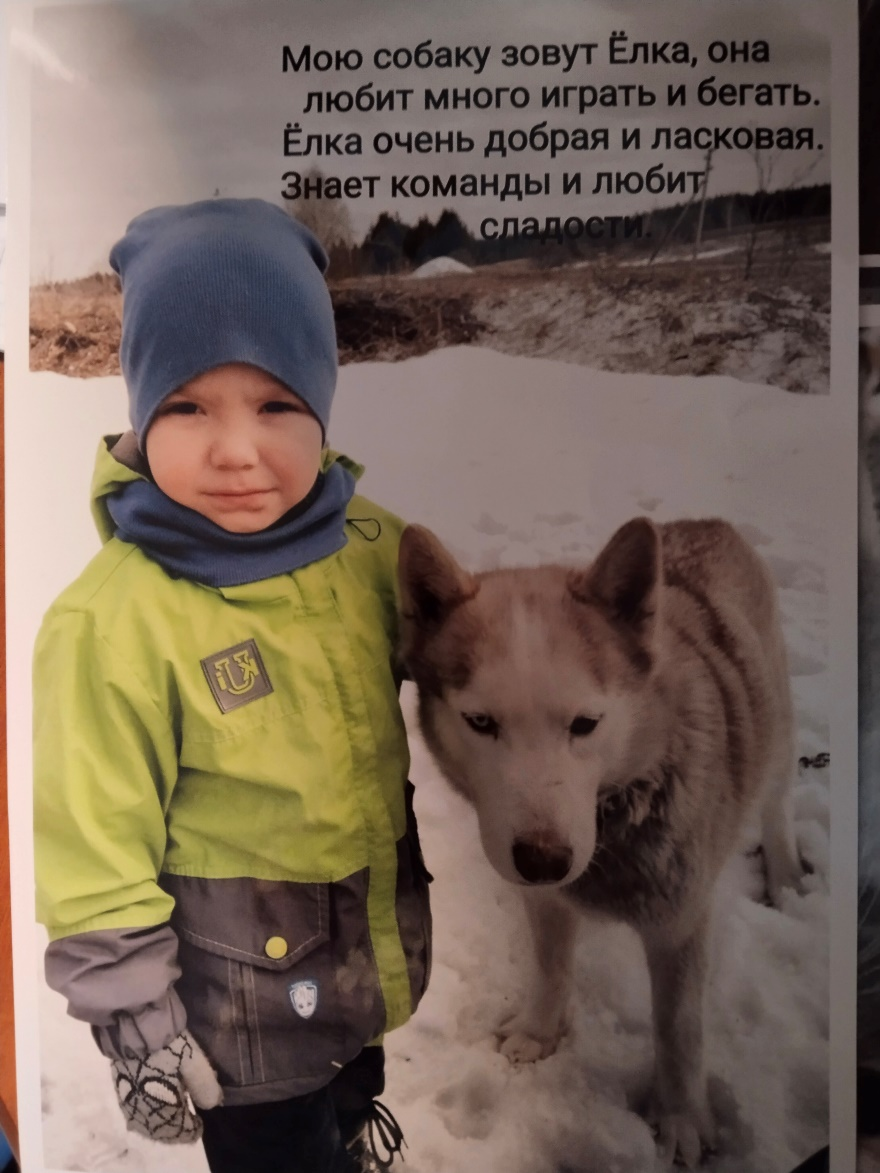 Мою собаку зовут Ёлка, она
любит много играть и бегать.
Ёлка очень добрая и ласковая.
Знает команды и любит
сладости.